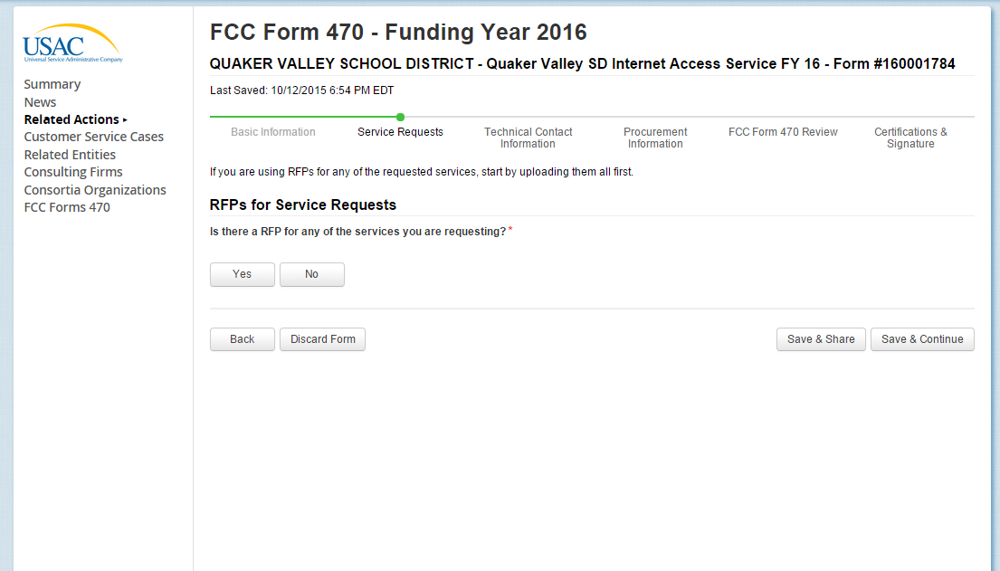 USAC
Universal Service Administrative Company
Summary
News
Related Actions ▸
Customer Service Cases
Related Entities
Consulting Firms
Consortia Organizations
FCC Forms 470
FCC Form 470 - Funding Year 2016
QUAKER VALLEY SCHOOL DISTRICT - Quaker Valley SD Internet Access Service FY 16 - Form #160001784
Last Saved: 10/12/2015 6:54 PM EDT
Basic Information
Service Requests
Technical Contact
Information
Procurement
Information
FCC Form 470 Review
Certifications &
Signature
If you are using RFPs for any of the requested services, start by uploading them all first.
RFPs for Service Requests
Is there a RFP for any of the services you are requesting? *
Yes
No
Back
Discard Form
Save & Share
Save & Continue